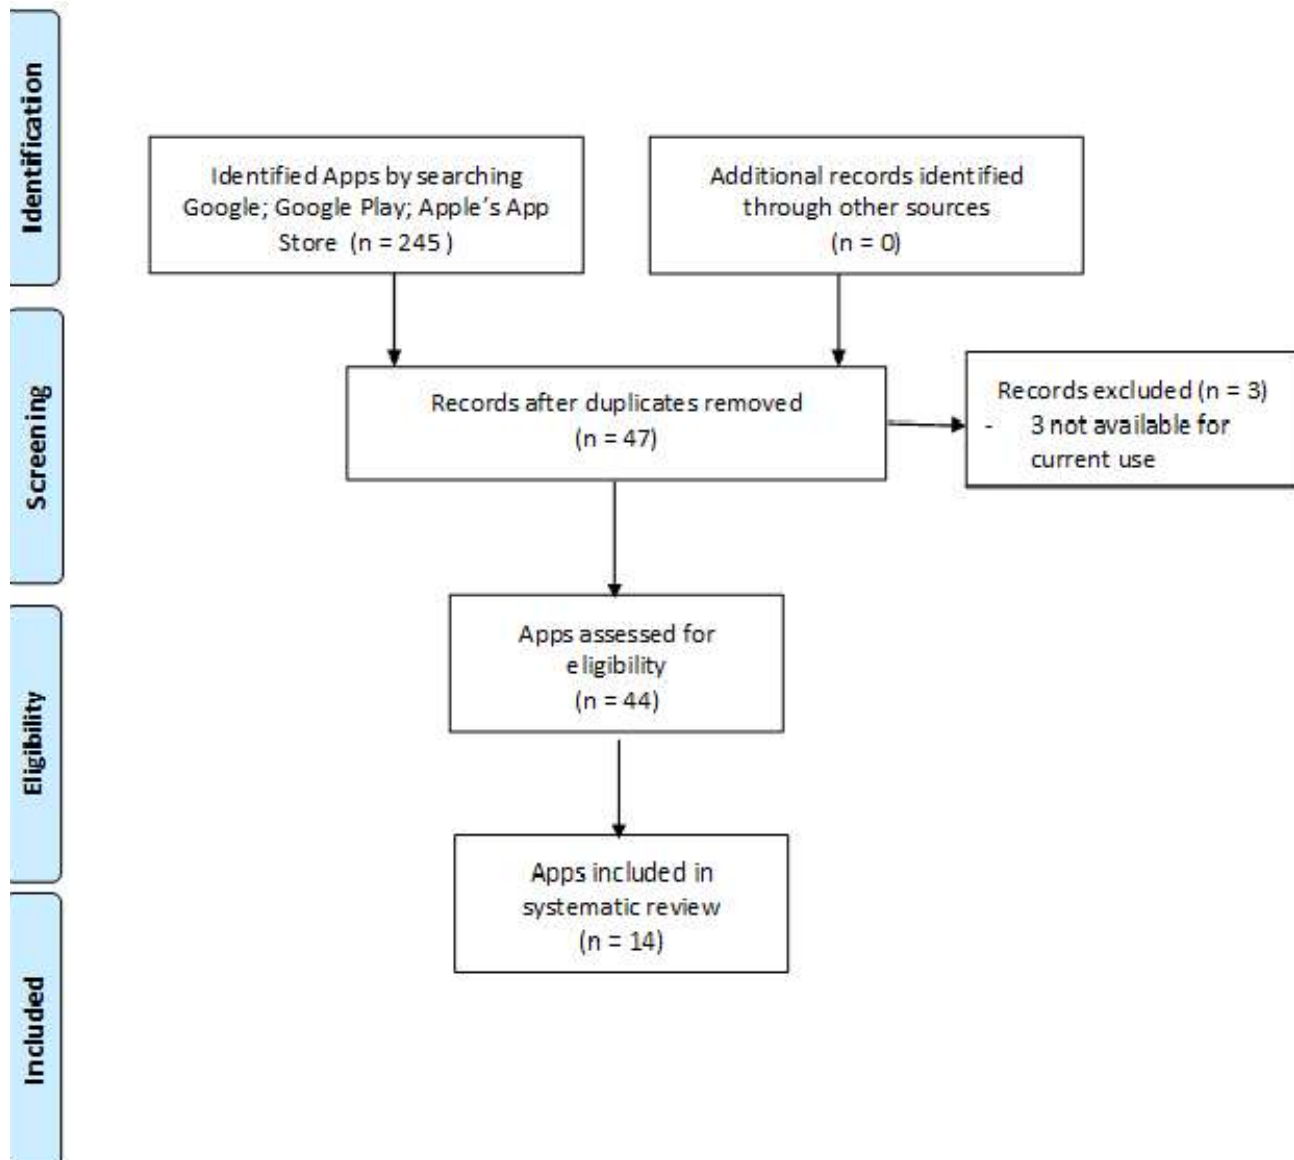 Identification
Identified Apps by searching
Google; Google Play; Apple's App
Store (n = 245 )
Additional records identified
through other sources
(n = 0)
Screening
Records after duplicates removed
(n = 47)
Records excluded (n = 3)
- 3 not available for
current use
Eligibility
Apps assessed for
eligibility
(n = 44)
Included
Apps included in
systematic review
(n = 14)